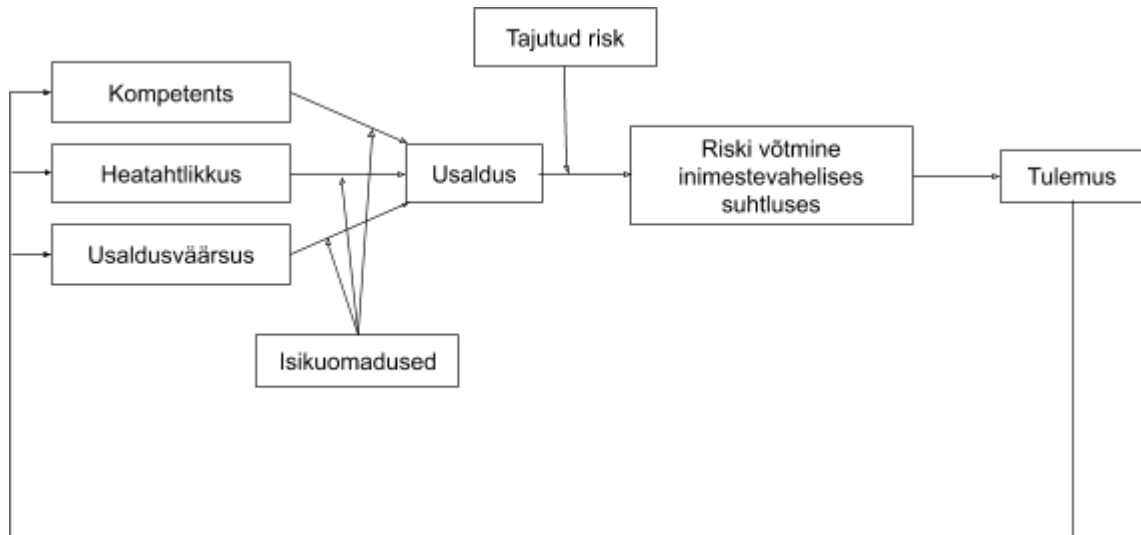 Tajutud risk
Kompetents
Heatahtlikkus
Usaldusväärsus
Usaldus
Riski võtmine
inimestevahelises
suhtluses
Tulemus
Isikuomadused